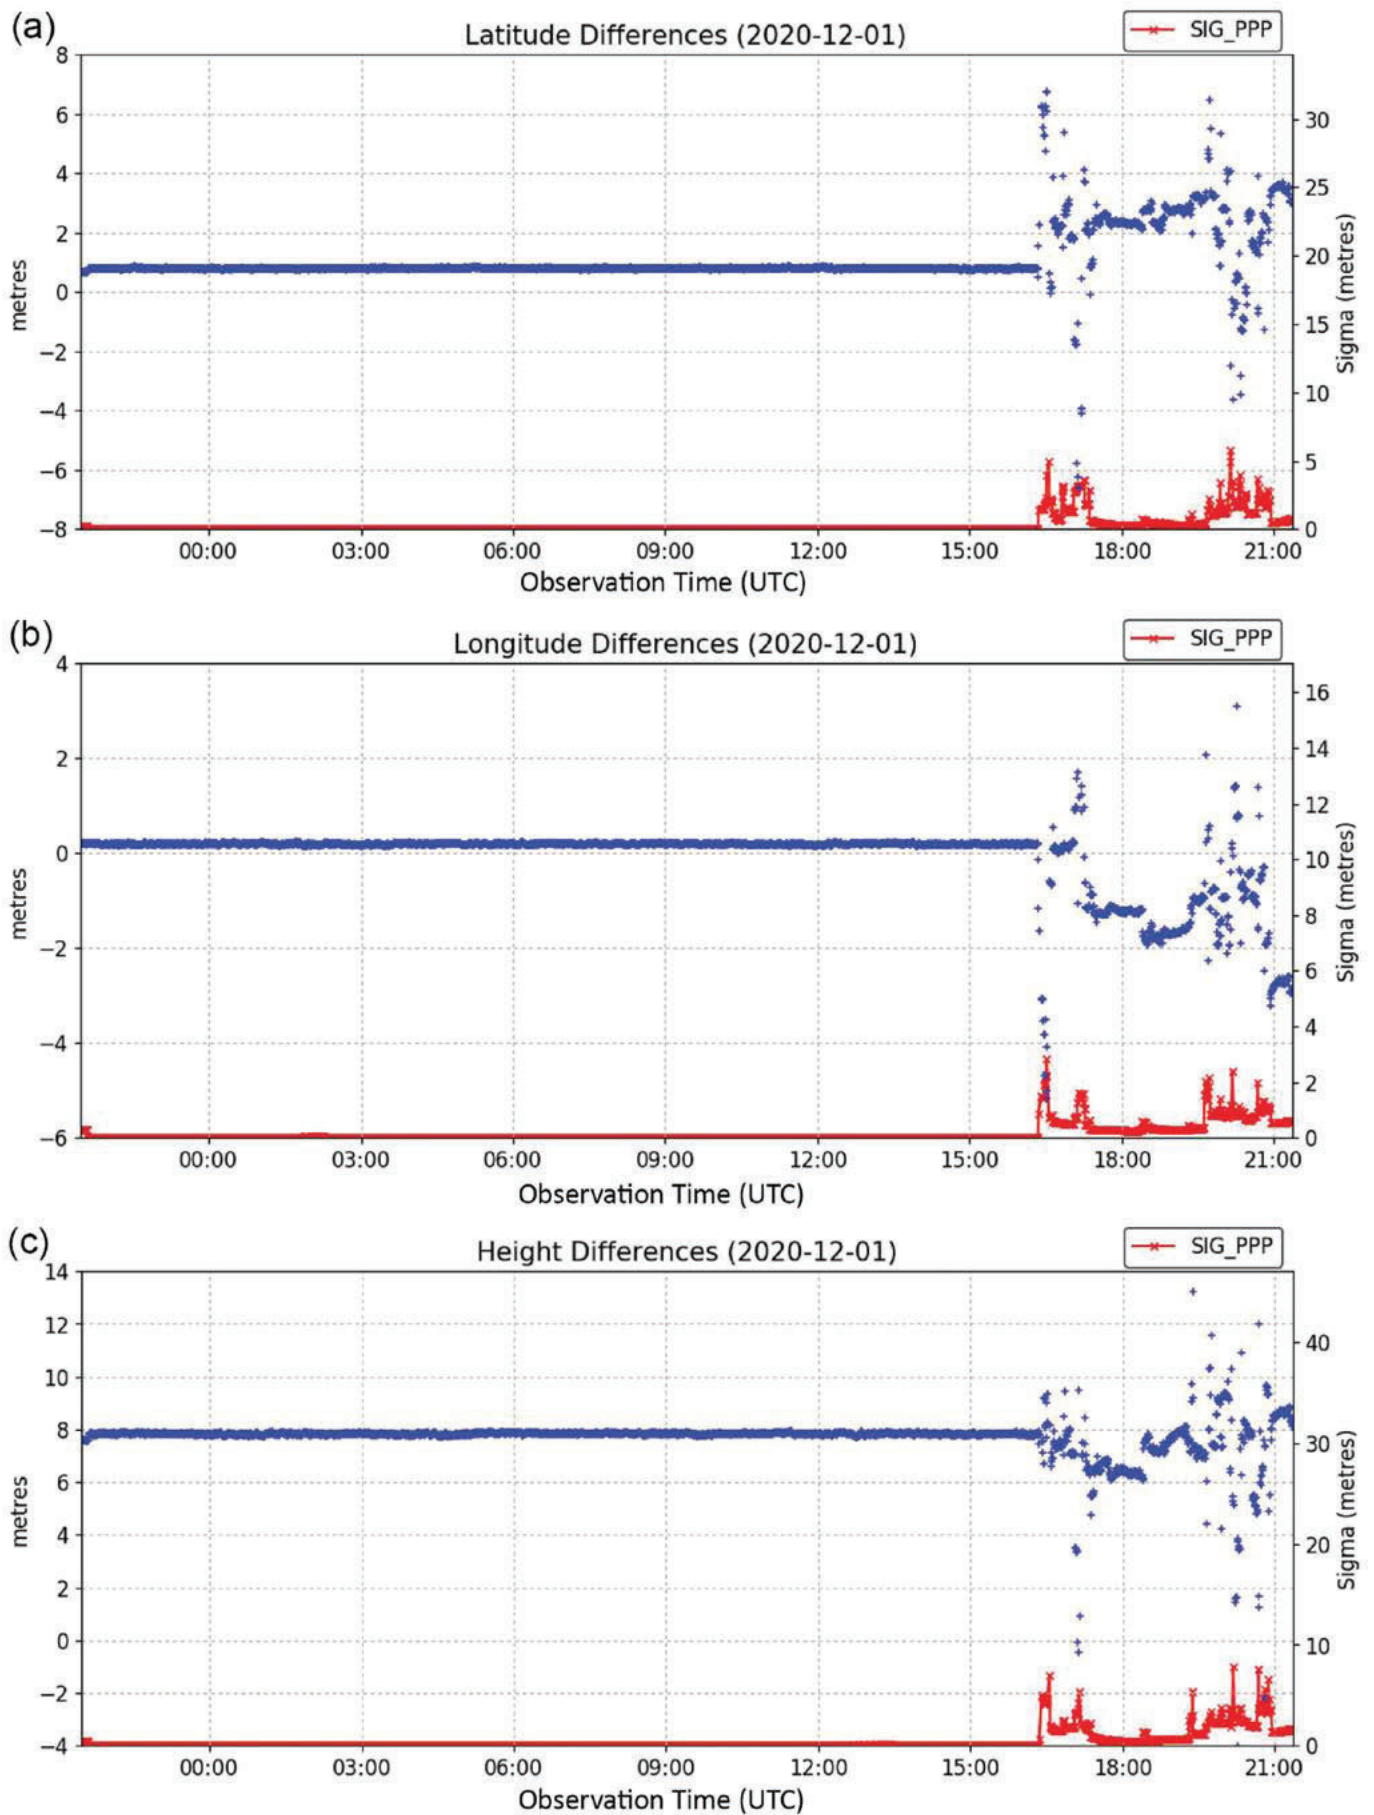 (a)
Latitude Differences (2020-12-01)
SIG_PPP
8
6
4
2
0
−2
−4
−6
−8
metres
30
25
20
15
10
5
0
Sigma (metres)
00:00 03:00 06:00 09:00 12:00 15:00 18:00 21:00
Observation Time (UTC)
(b)
Longitude Differences (2020-12-01)
SIG_PPP
4
2
0
−2
−4
−6
metres
16
14
12
10
8
6
4
2
0
Sigma (metres)
00:00 03:00 06:00 09:00 12:00 15:00 18:00 21:00
Observation Time (UTC)
(c)
Height Differences (2020-12-01)
SIG_PPP
14
12
10
8
6
4
2
0
−2
−4
metres
40
30
20
10
0
Sigma (metres)
00:00 03:00 06:00 09:00 12:00 15:00 18:00 21:00
Observation Time (UTC)